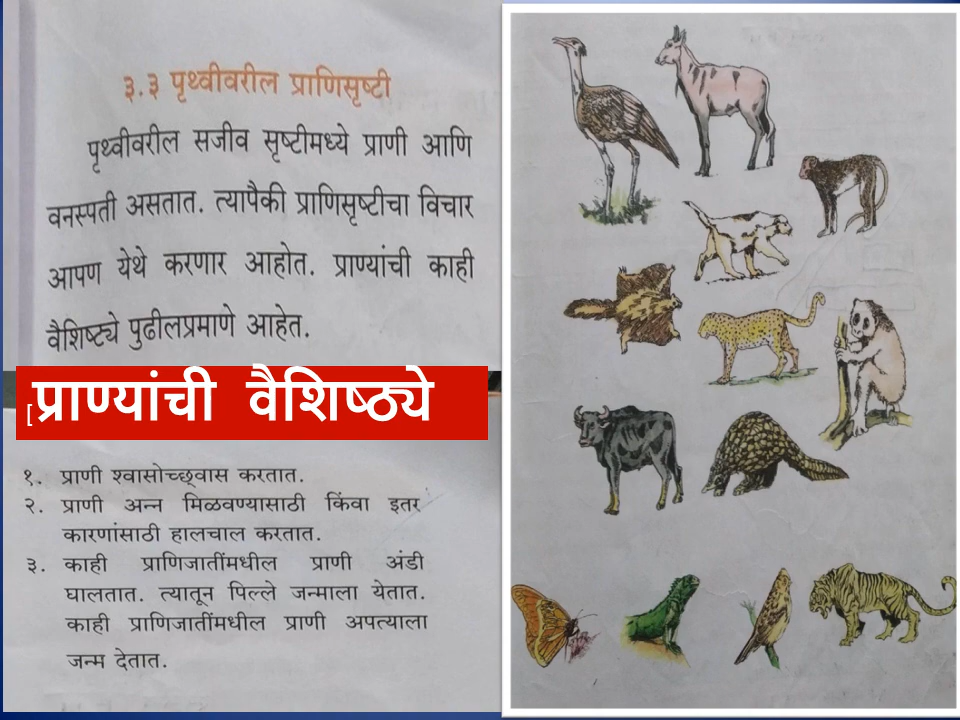 ३.३ पृथ्वीवरील प्राणिसृष्टी
पृथ्वीवरील सजीव सृष्टीमध्ये प्राणी आणि
वनस्पती असतात. त्यापैकी प्राणिसृष्टीचा विचार
आपण येथे करणार आहोत. प्राण्यांची काही
वैशिष्ट्ये पुढीलप्रमाणे आहेत.
[प्राण्यांची वैशिष्ठ्ये
१. प्राणी श्वासोच्छ्वास करतात.
२. प्राणी अन्न मिळवण्यासाठी किंवा इतर
कारणांसाठी हालचाल करतात.
३. काही प्राणिजातींमधील प्राणी अंडी
घालतात. त्यातून पिल्ले जन्माला येतात.
काही प्राणिजातींमधील प्राणी अपत्याला
जन्म देतात.